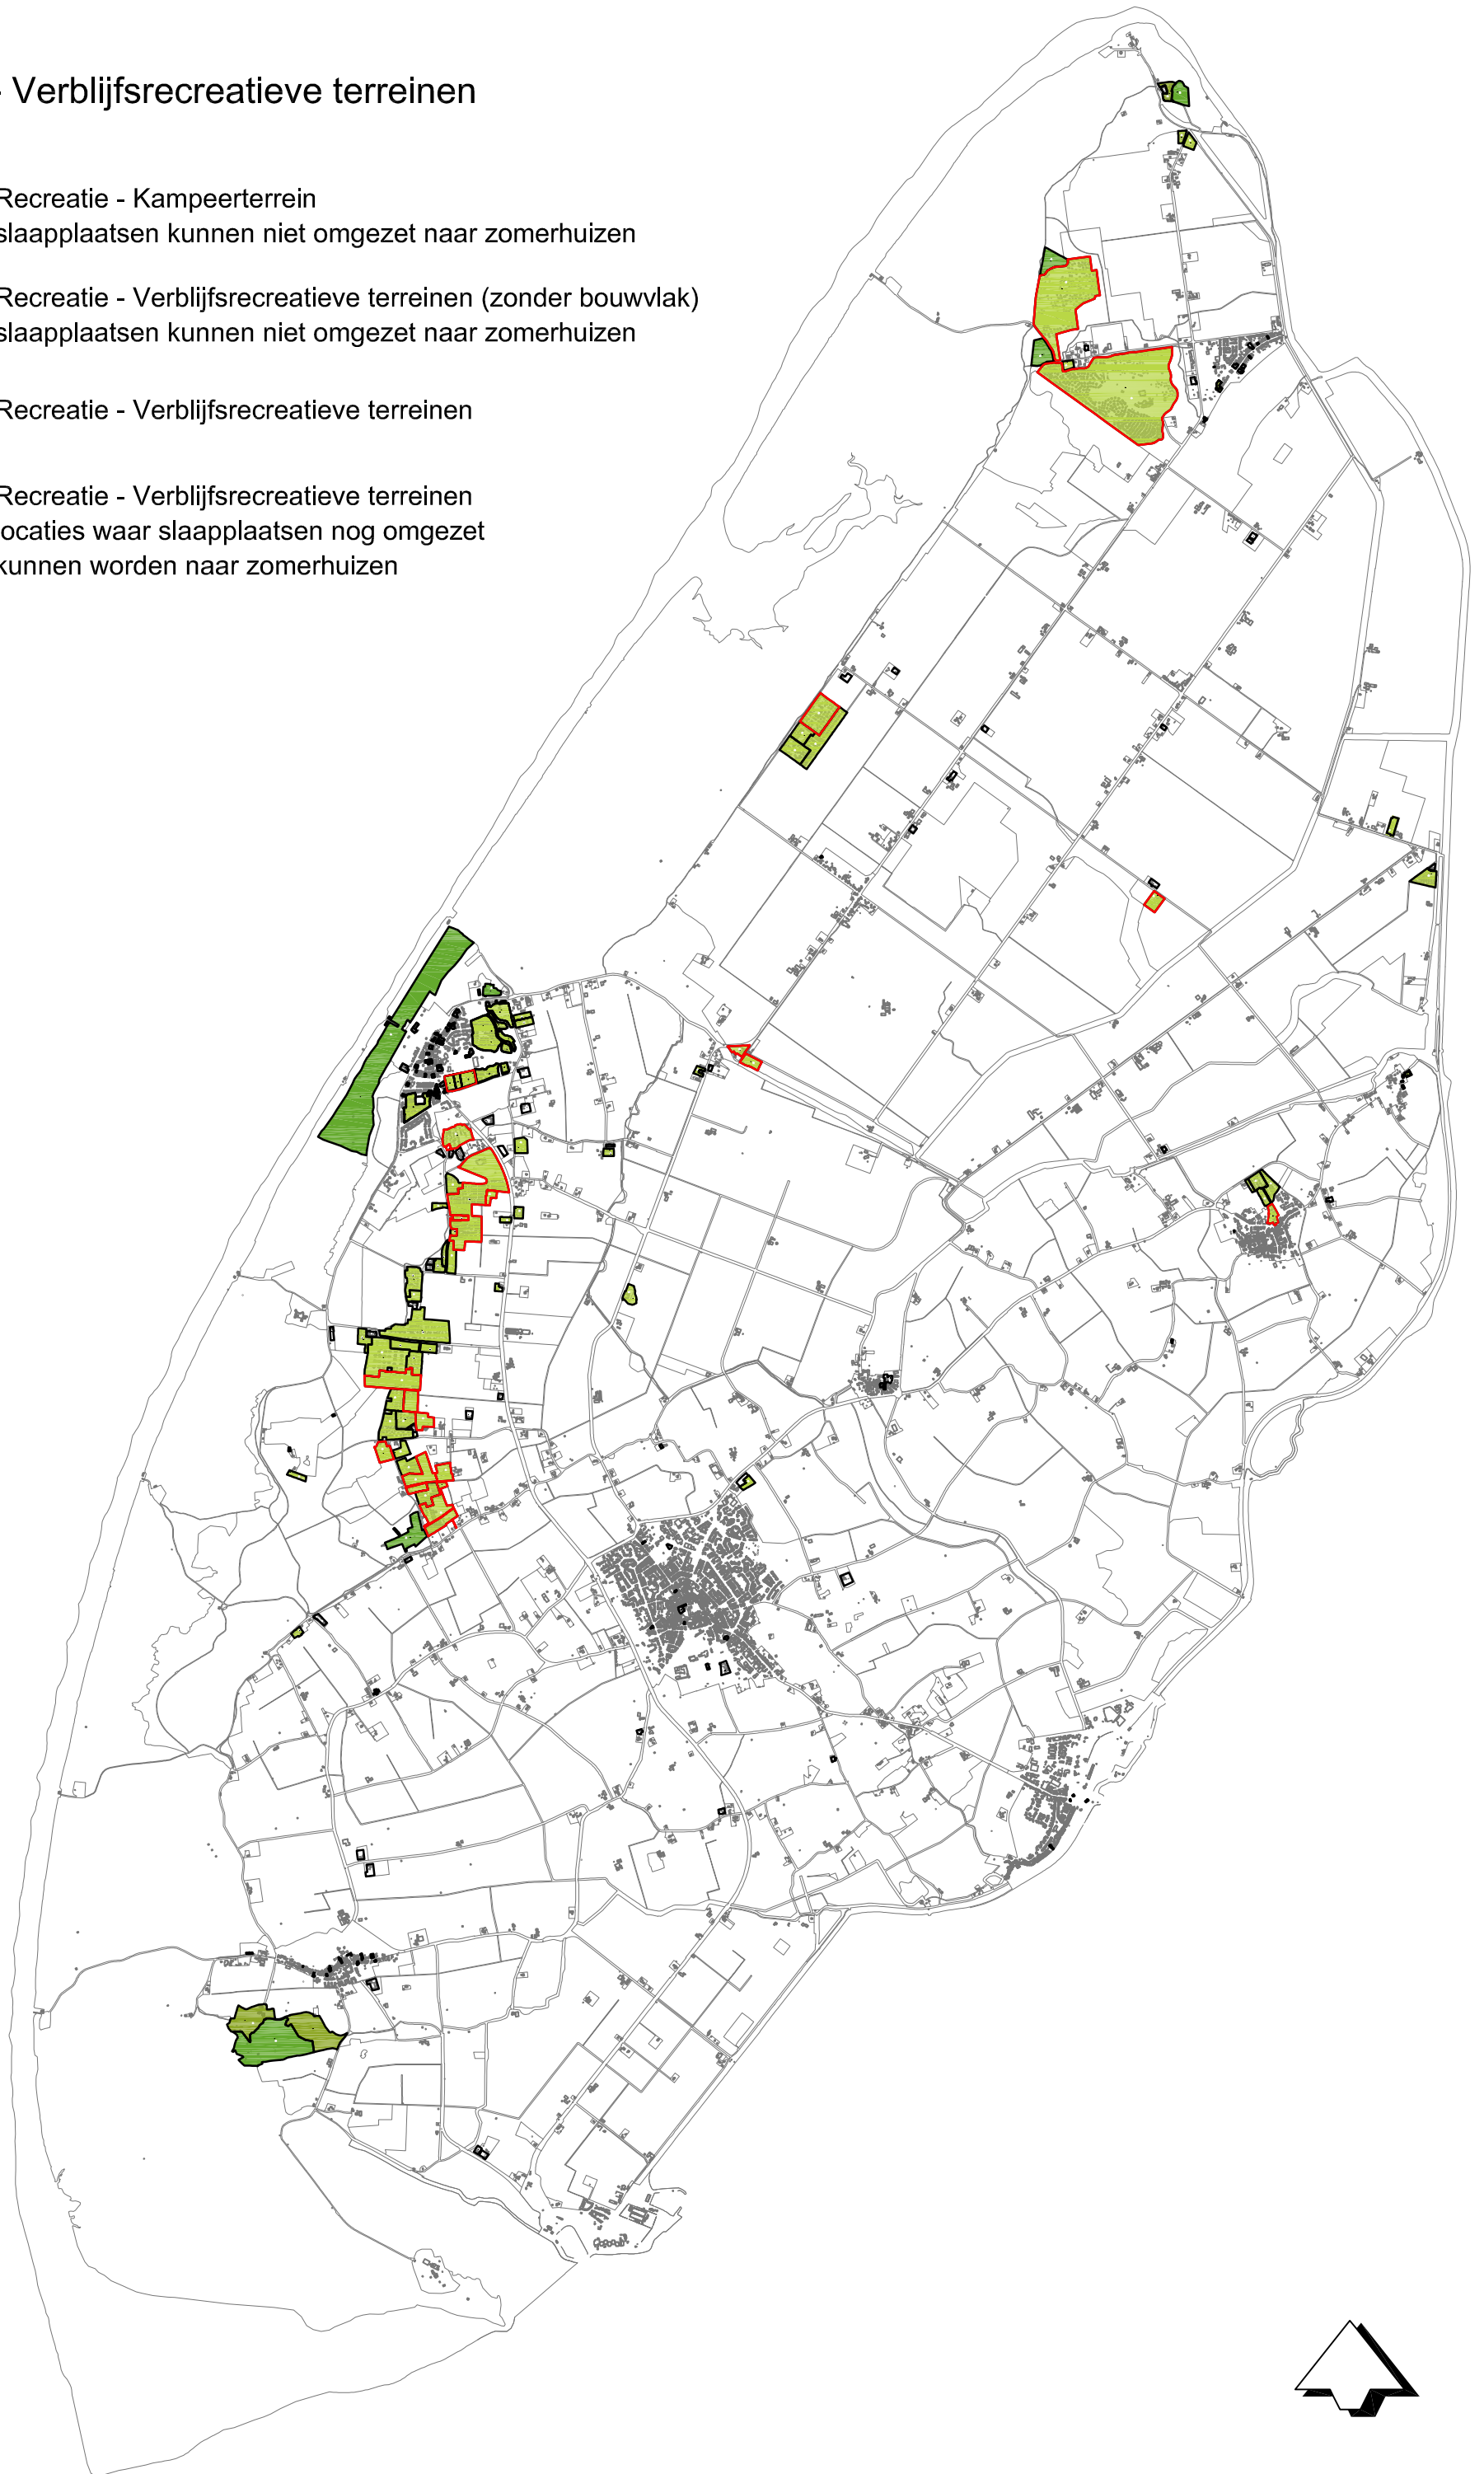 - Verblijfsrecreatieve terreinen
Recreatie - Kampeerterrein
slaapplaatsen kunnen niet omgezet naar zomerhuizen
Recreatie - Verblijfsrecreatieve terreinen (zonder bouwvlak)
slaapplaatsen kunnen niet omgezet naar zomerhuizen
Recreatie - Verblijfsrecreatieve terreinen
Recreatie - Verblijfsrecreatieve terreinen
locaties waar slaapplaatsen nog omgezet
kunnen worden naar zomerhuizen